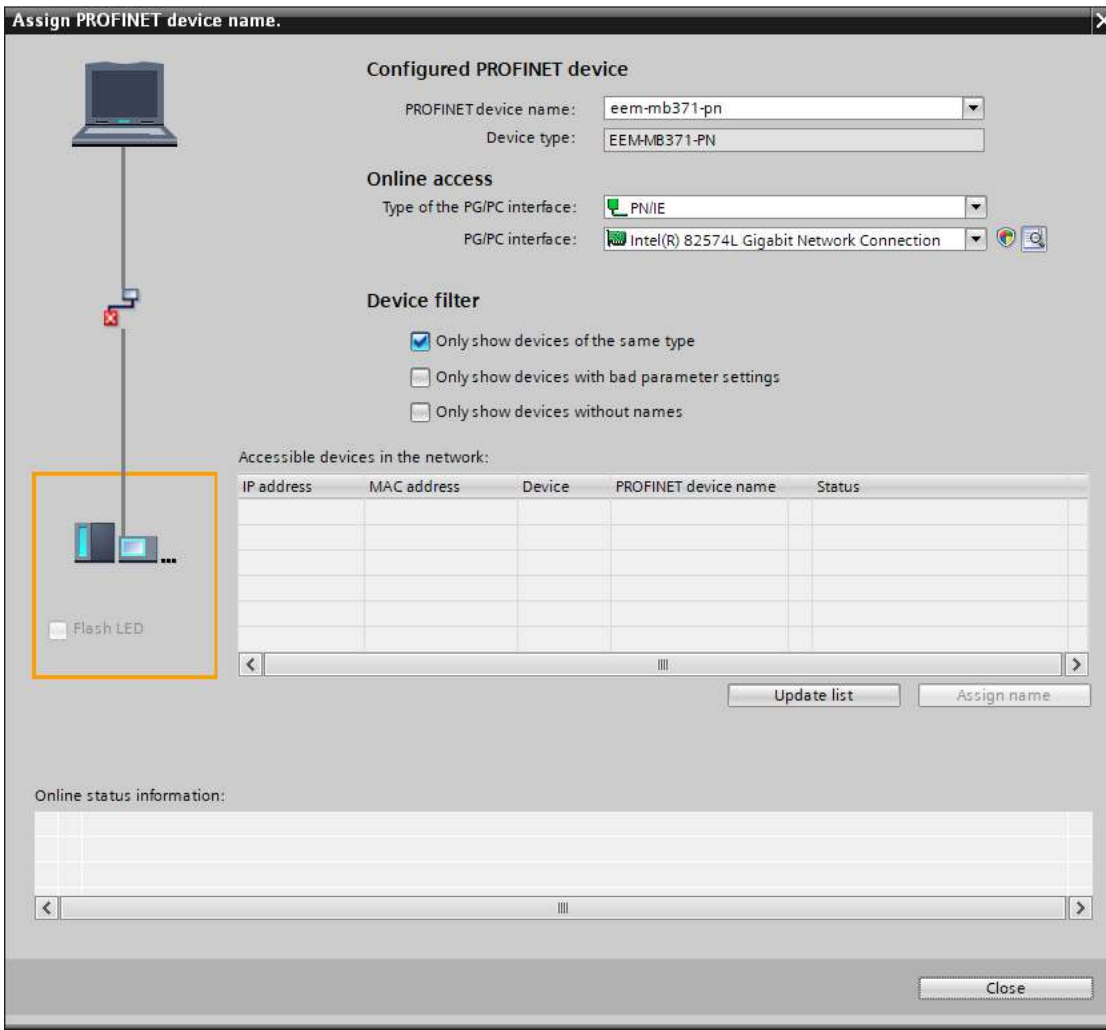 Assign PROFINET device name.
Configured PROFINET device
PROFINET device name: eem-mb371-pn
Device type: EEM-MB371-PN
Online access
Type of the PG/PC interface: PN/IE
PG/PC interface: Intel(R) 82574L Gigabit Network Connection
Device filter
Only show devices of the same type
Only show devices with bad parameter settings
Only show devices without names
Accessible devices in the network:
IP address MAC address Device PROFINET device name Status
Flash LED
Update list Assign name
Online status information:
Close